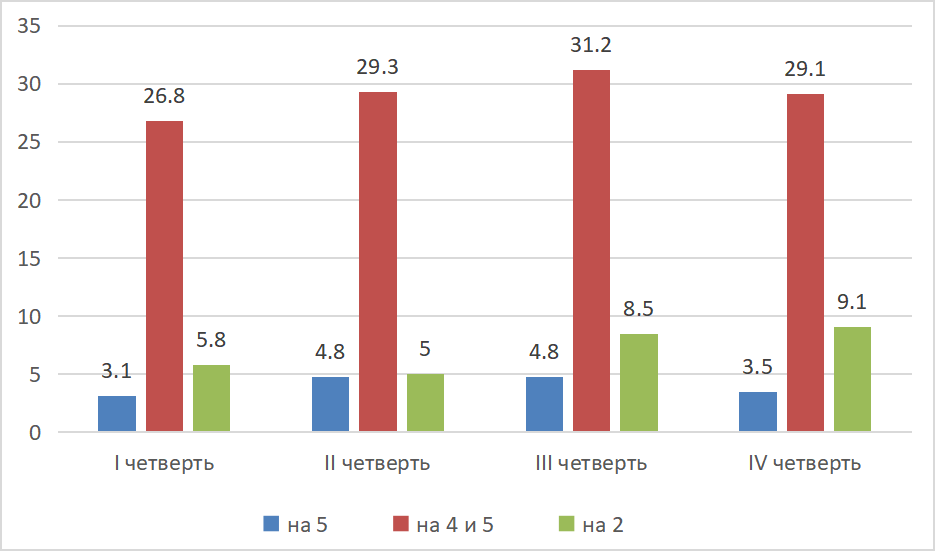 35
30
25
20
15
10
5
0
26.8
29.3
31.2
29.1
3.1
5.8
4.8
5
4.8
8.5
3.5
9.1
I четверть
II четверть
III четверть
IV четверть
на 5
на 4 и 5
на 2